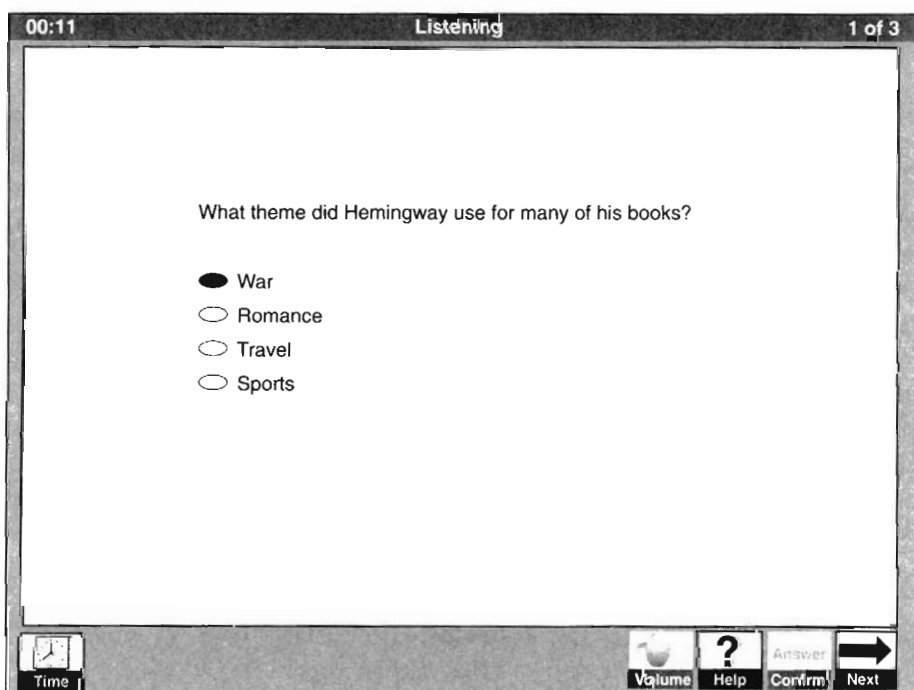 00:11 Listening 1 of 3
What theme did Hemingway use for many of his books?
War
Romance
Travel
Sports
Time Volume ? Help Answer Confirm Next